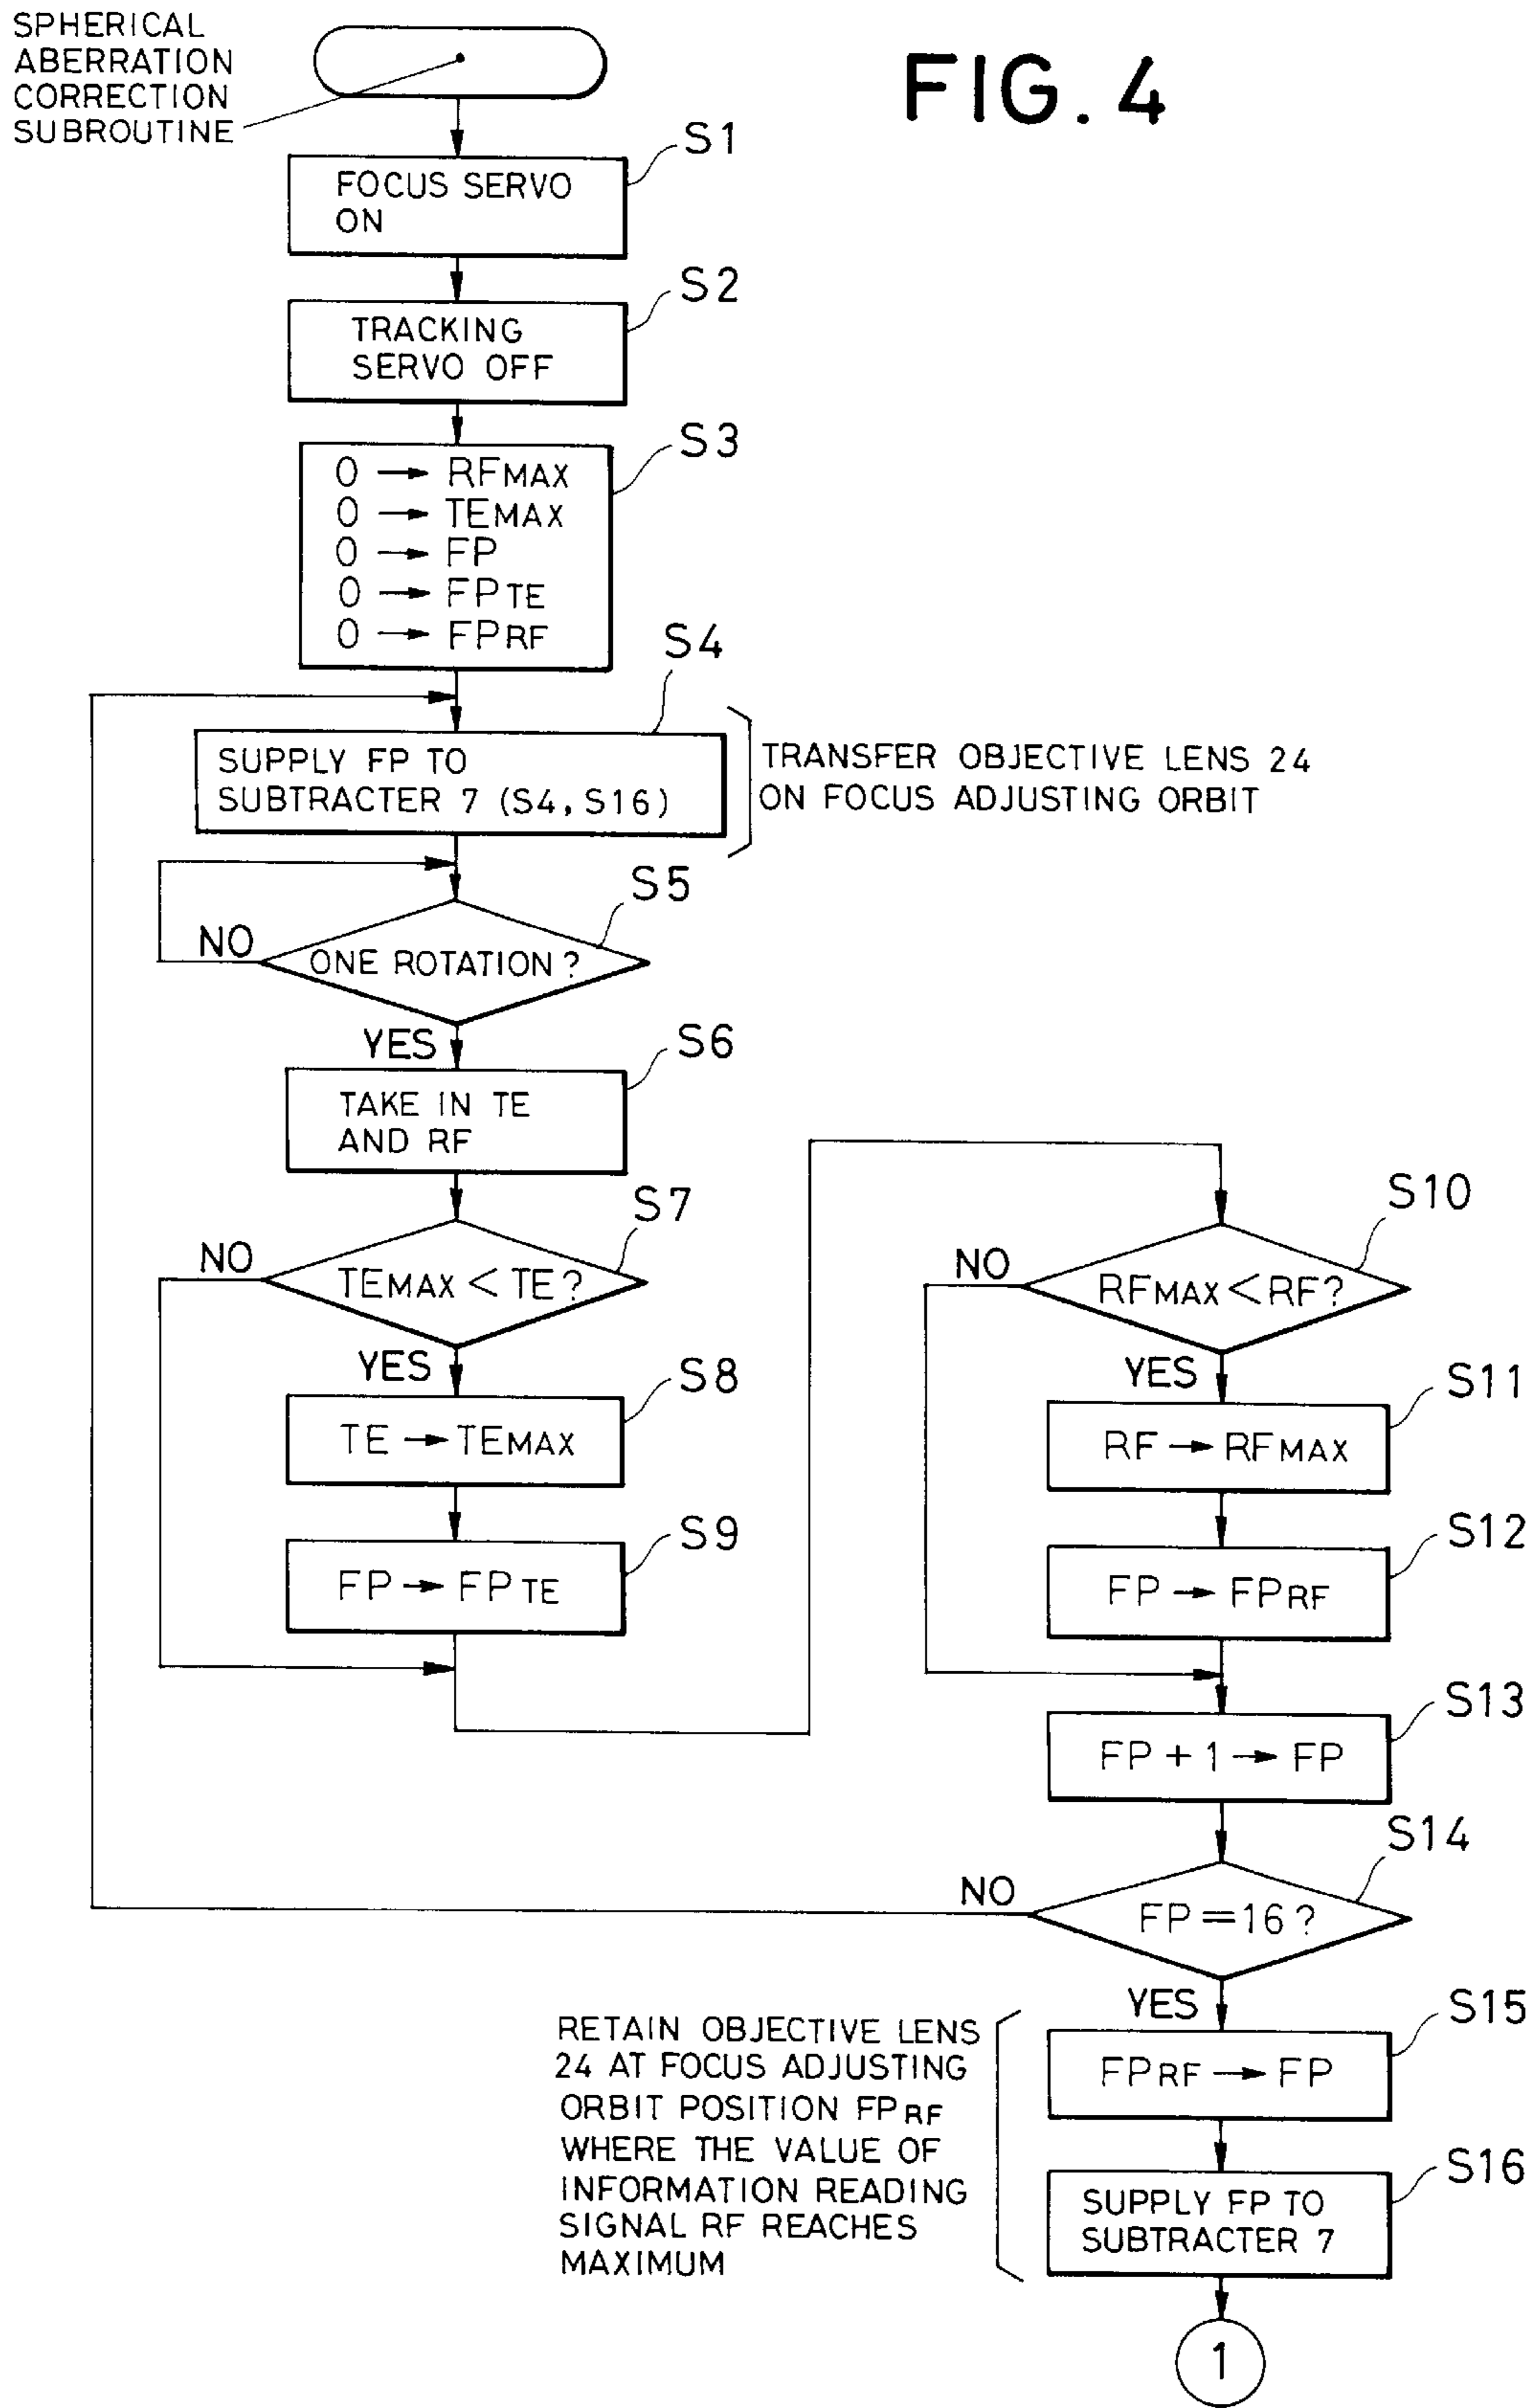 SPHERICAL
ABERRATION
CORRECTION
SUBROUTINE
FIG. 4
S1
FOCUS SERVO
ON
S2
TRACKING
SERVO OFF
S3
0 → RFMAX
0 → TEMAX
0 → FP
0 → FPTE
0 → FPRF
S4
SUPPLY FP TO
SUBTRACTER 7 (S4, S16)
TRANSFER OBJECTIVE LENS 24
ON FOCUS ADJUSTING ORBIT
S5
NO
ONE ROTATION?
YES
S6
TAKE IN TE
AND RF
S7
NO
TEMAX < TE?
YES
S8
TE → TEMAX
S9
FP → FPTE
S10
NO
RFMAX < RF?
YES
S11
RF → RFMAX
S12
FP → FPRF
S13
FP + 1 → FP
S14
NO
FP = 16?
YES
S15
FPRF → FP
RETAIN OBJECTIVE LENS
24 AT FOCUS ADJUSTING
ORBIT POSITION FPRF
WHERE THE VALUE OF
INFORMATION READING
SIGNAL RF REACHES
MAXIMUM
S16
SUPPLY FP TO
SUBTRACTER 7
1